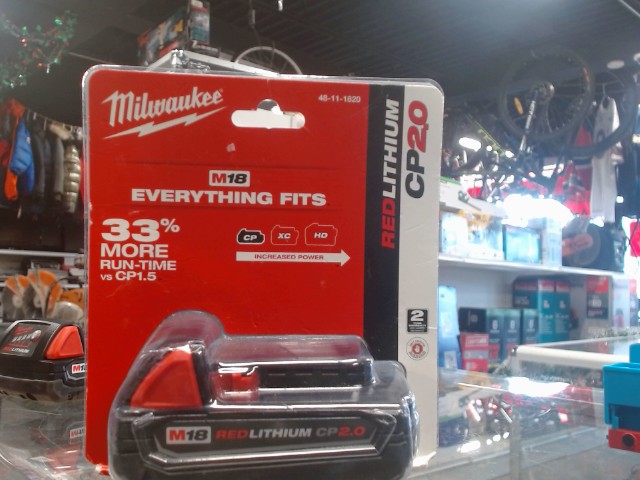 Milwaukee
48-11-1820
M18
EVERYTHING FITS
33%
MORE
RUN-TIME
vs CP1.5
CP XC HD
INCREASED POWER
REDLITHIUM
CP2.0
2
M18 REDLITHIUM CP2.0
M18